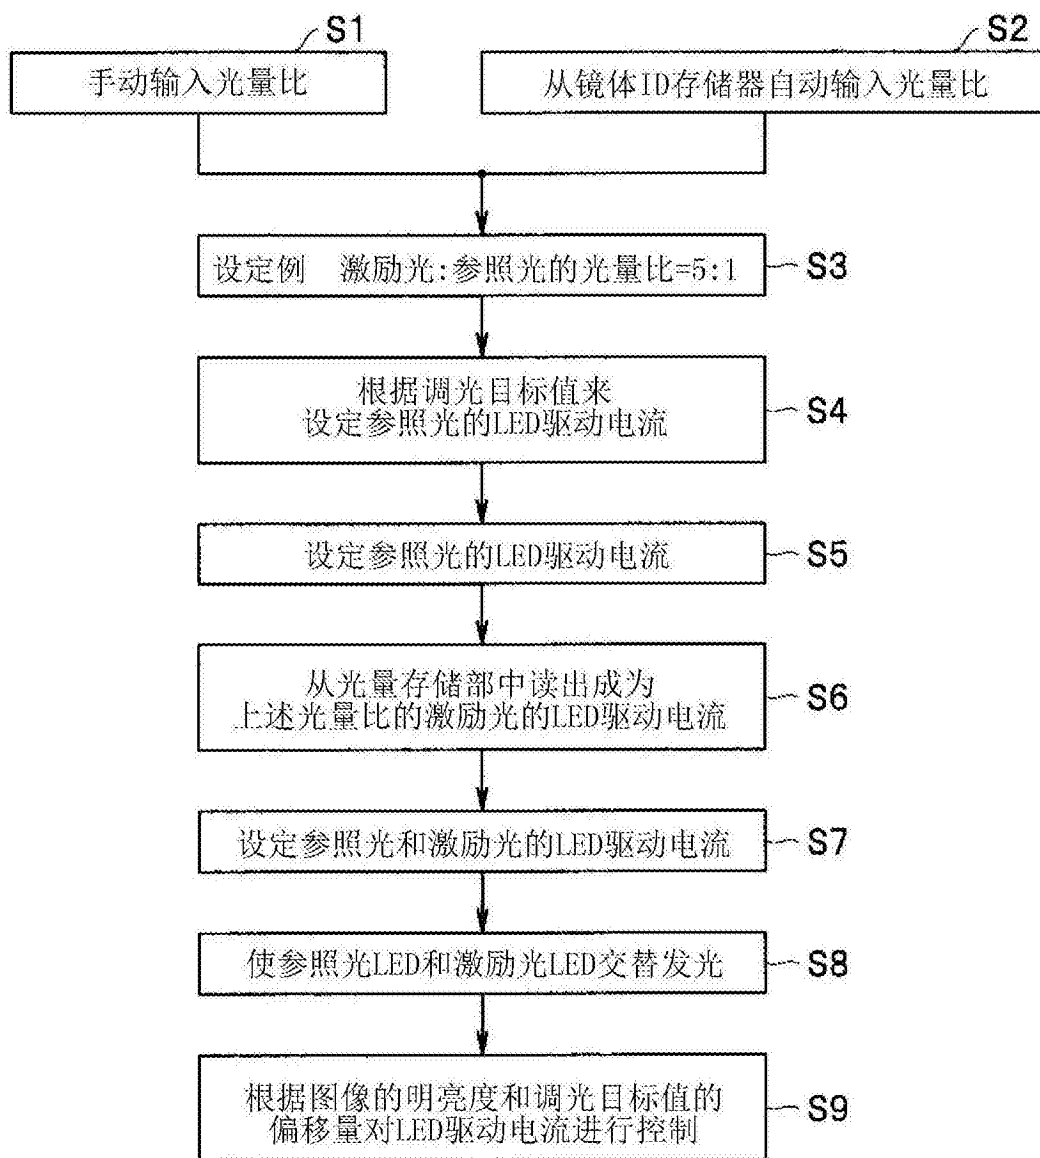 S1
手动输入光量比
S2
从镜体ID存储器自动输入光量比
设定例 激励光:参照光的光量比=5:1
S3
根据调光目标值来
设定参照光的LED驱动电流
S4
设定参照光的LED驱动电流
S5
从光量存储部中读出成为
上述光量比的激励光的LED驱动电流
S6
设定参照光和激励光的LED驱动电流
S7
使参照光LED和激励光LED交替发光
S8
根据图像的明亮度和调光目标值的
偏移量对LED驱动电流进行控制
S9